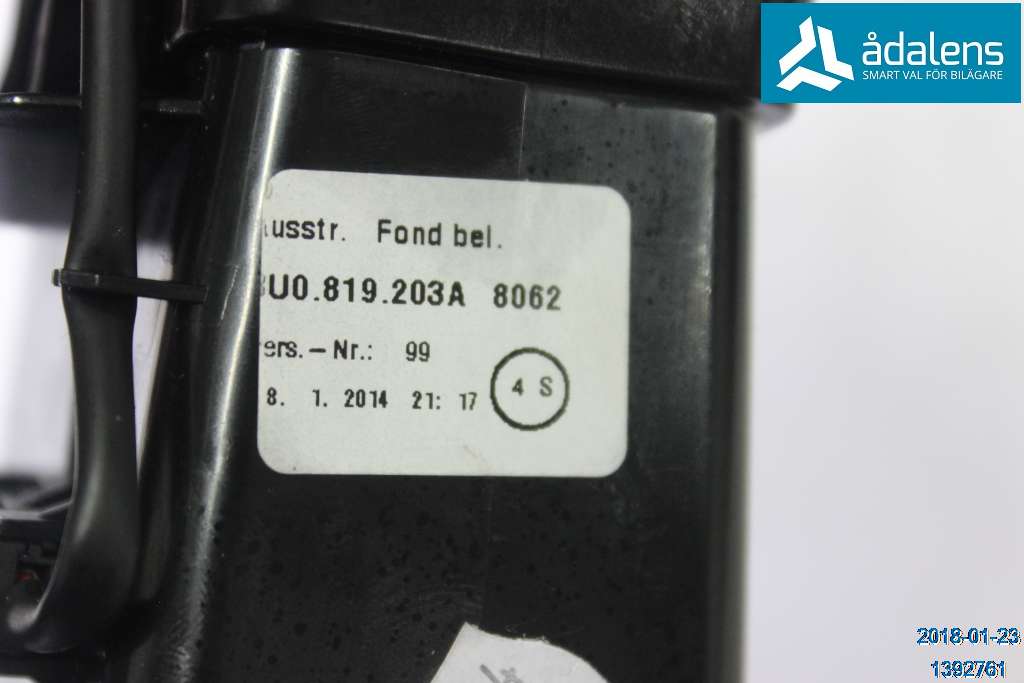 ådalens
SMART VAL FÖR BILÄGARE
usstr. Fond bel.
U0.819.203A 8062
ers.-Nr.: 99
8. 1. 2014 21:17
4 S
2018-01-23
1392761